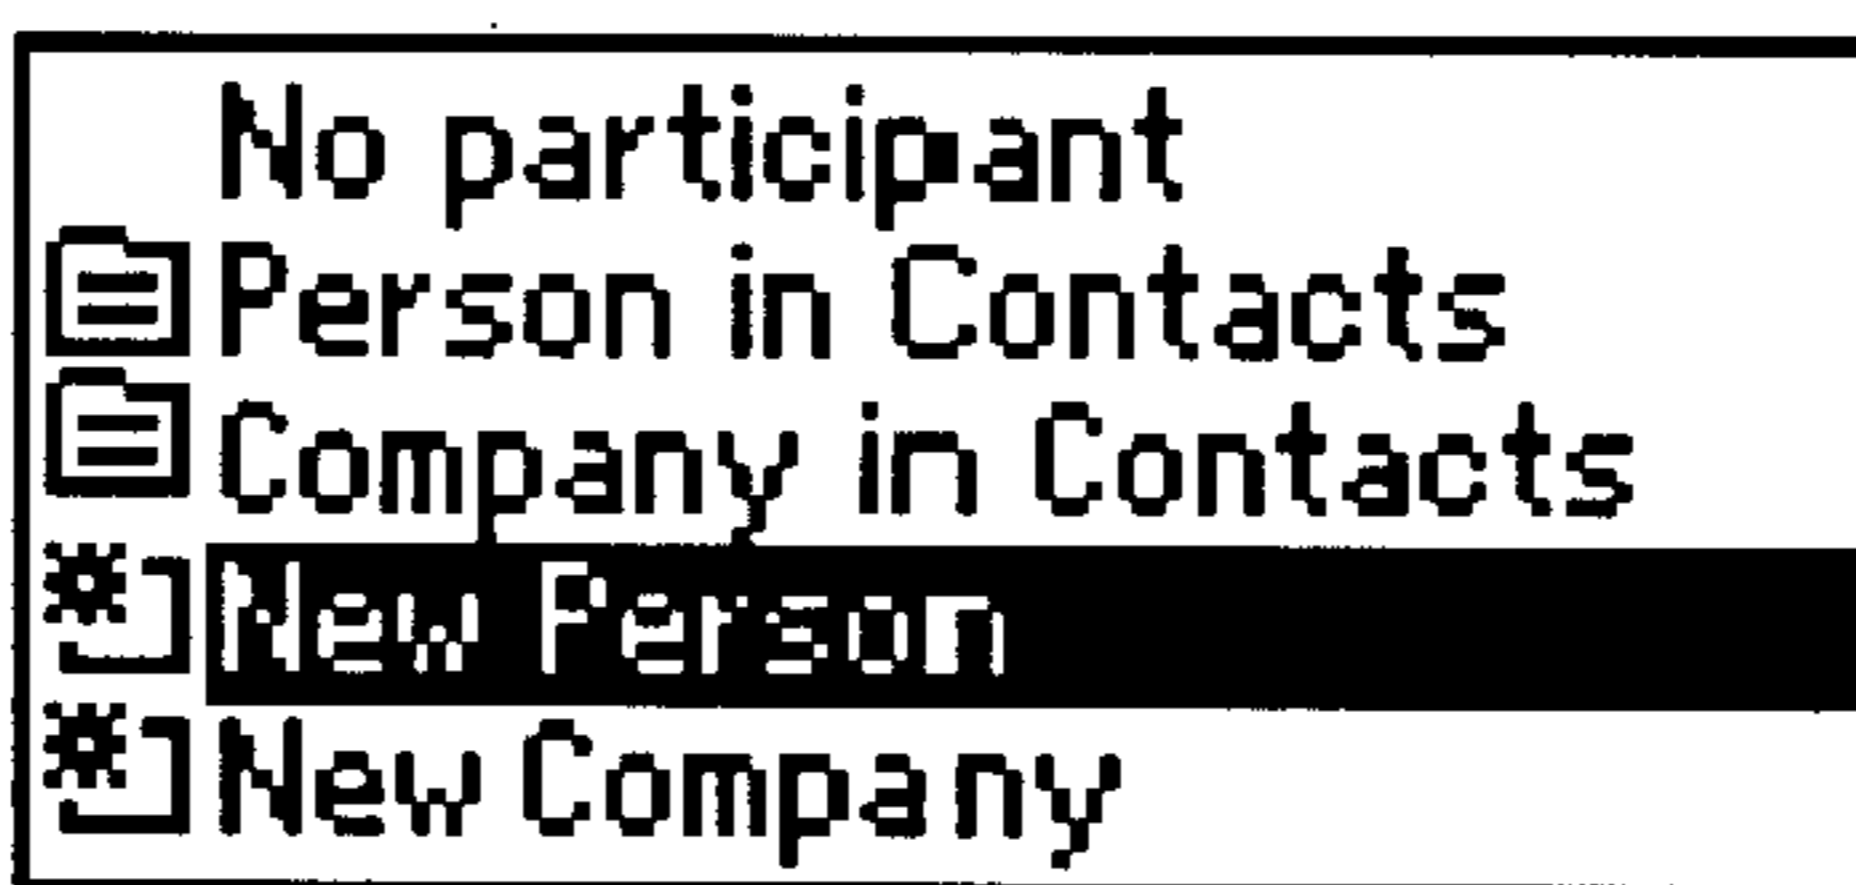 No participant
Person in Contacts
Company in Contacts
New Person
New Company